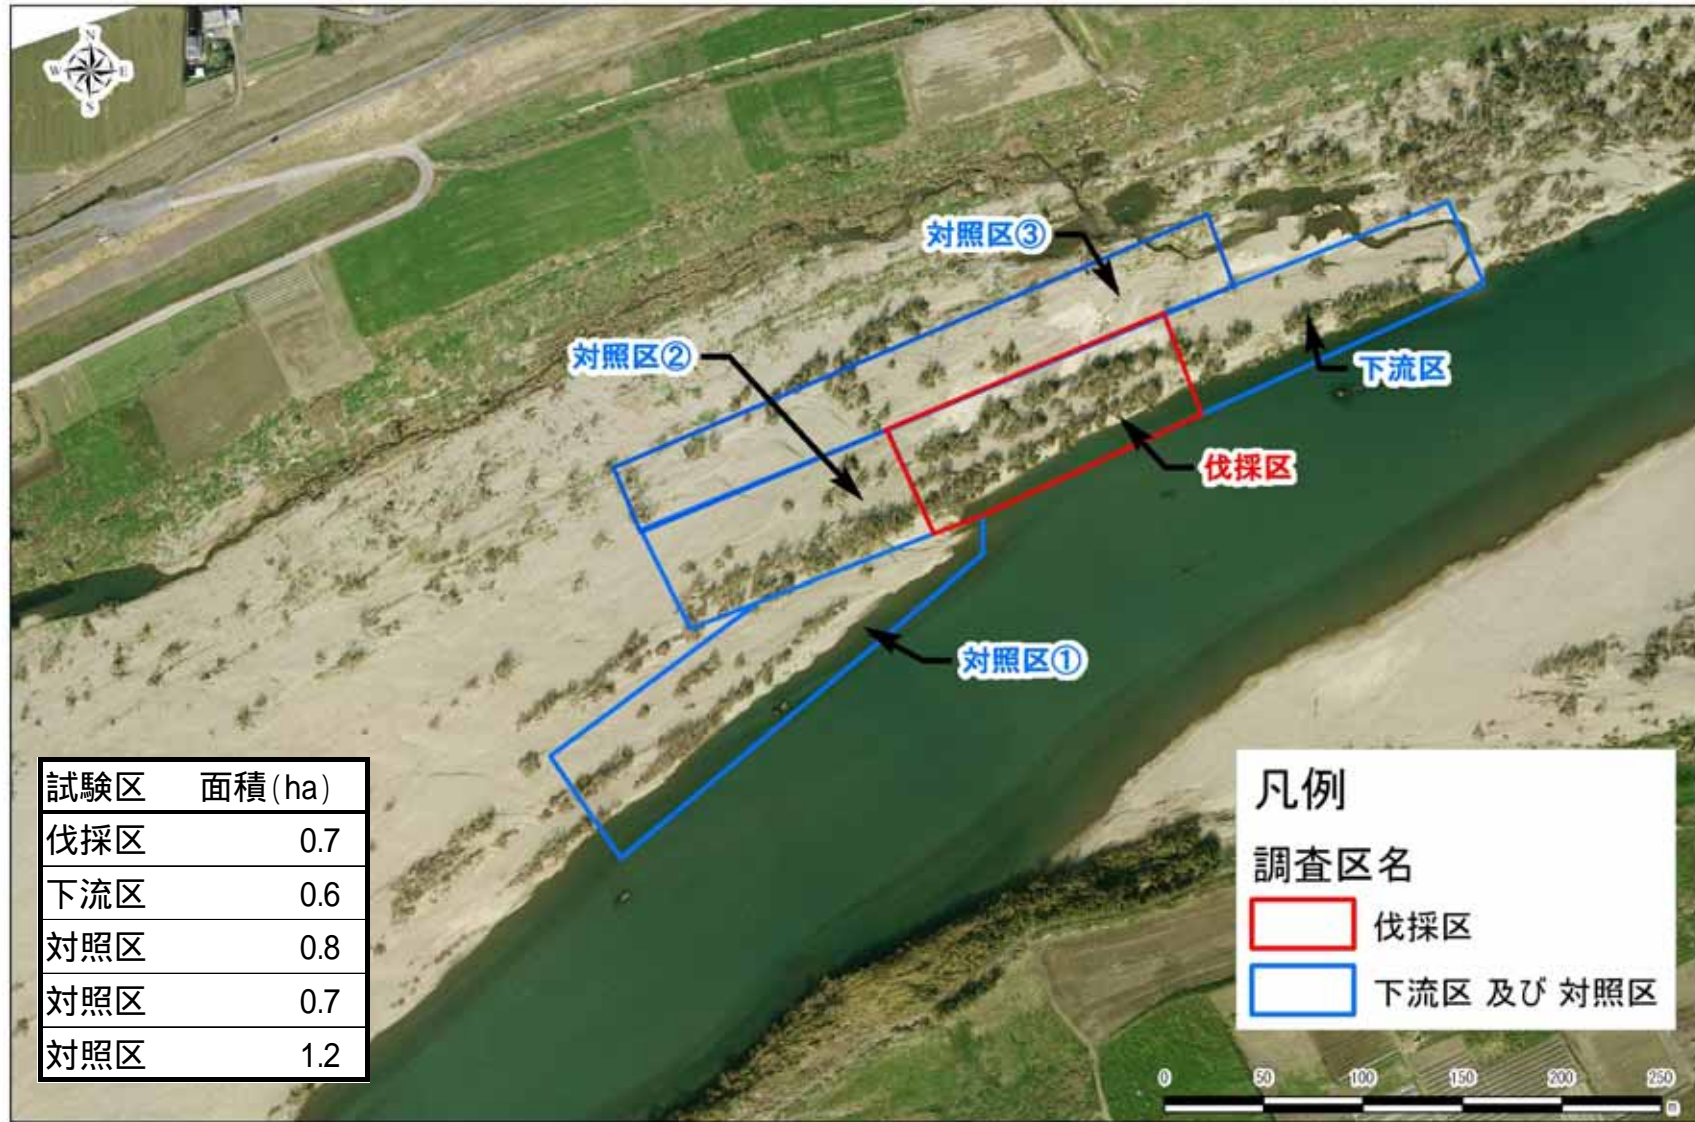 N
W E
S
対照区③
対照区②
下流区
伐採区
対照区①
試験区 面積(ha)
伐採区 0.7
下流区 0.6
対照区 0.8
対照区 0.7
対照区 1.2
凡例
調査区名
伐採区
下流区 及び 対照区
0 50 100 150 200 250
m